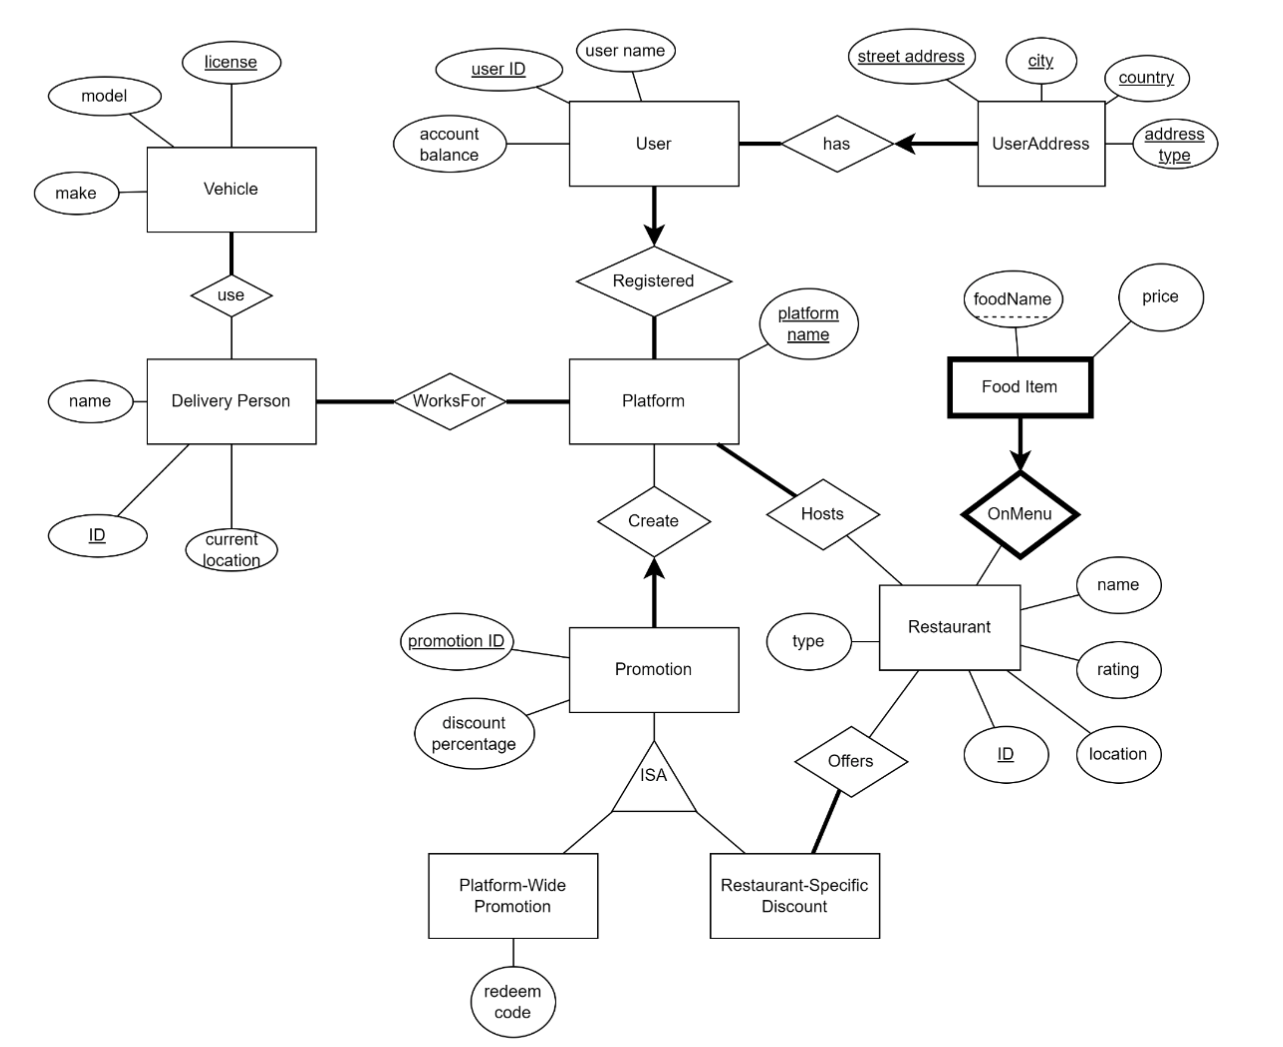 license
model
make
Vehicle
use
user ID
user name
account
balance
User
has
street address
city
country
address
type
UserAddress
Registered
platform
name
foodName
price
Food Item
name
Delivery Person
ID
current
location
WorksFor
Platform
Create
Hosts
OnMenu
name
type
Restaurant
rating
ID
location
promotion ID
discount
percentage
Promotion
ISA
Offers
Platform-Wide
Promotion
Restaurant-Specific
Discount
redeem
code